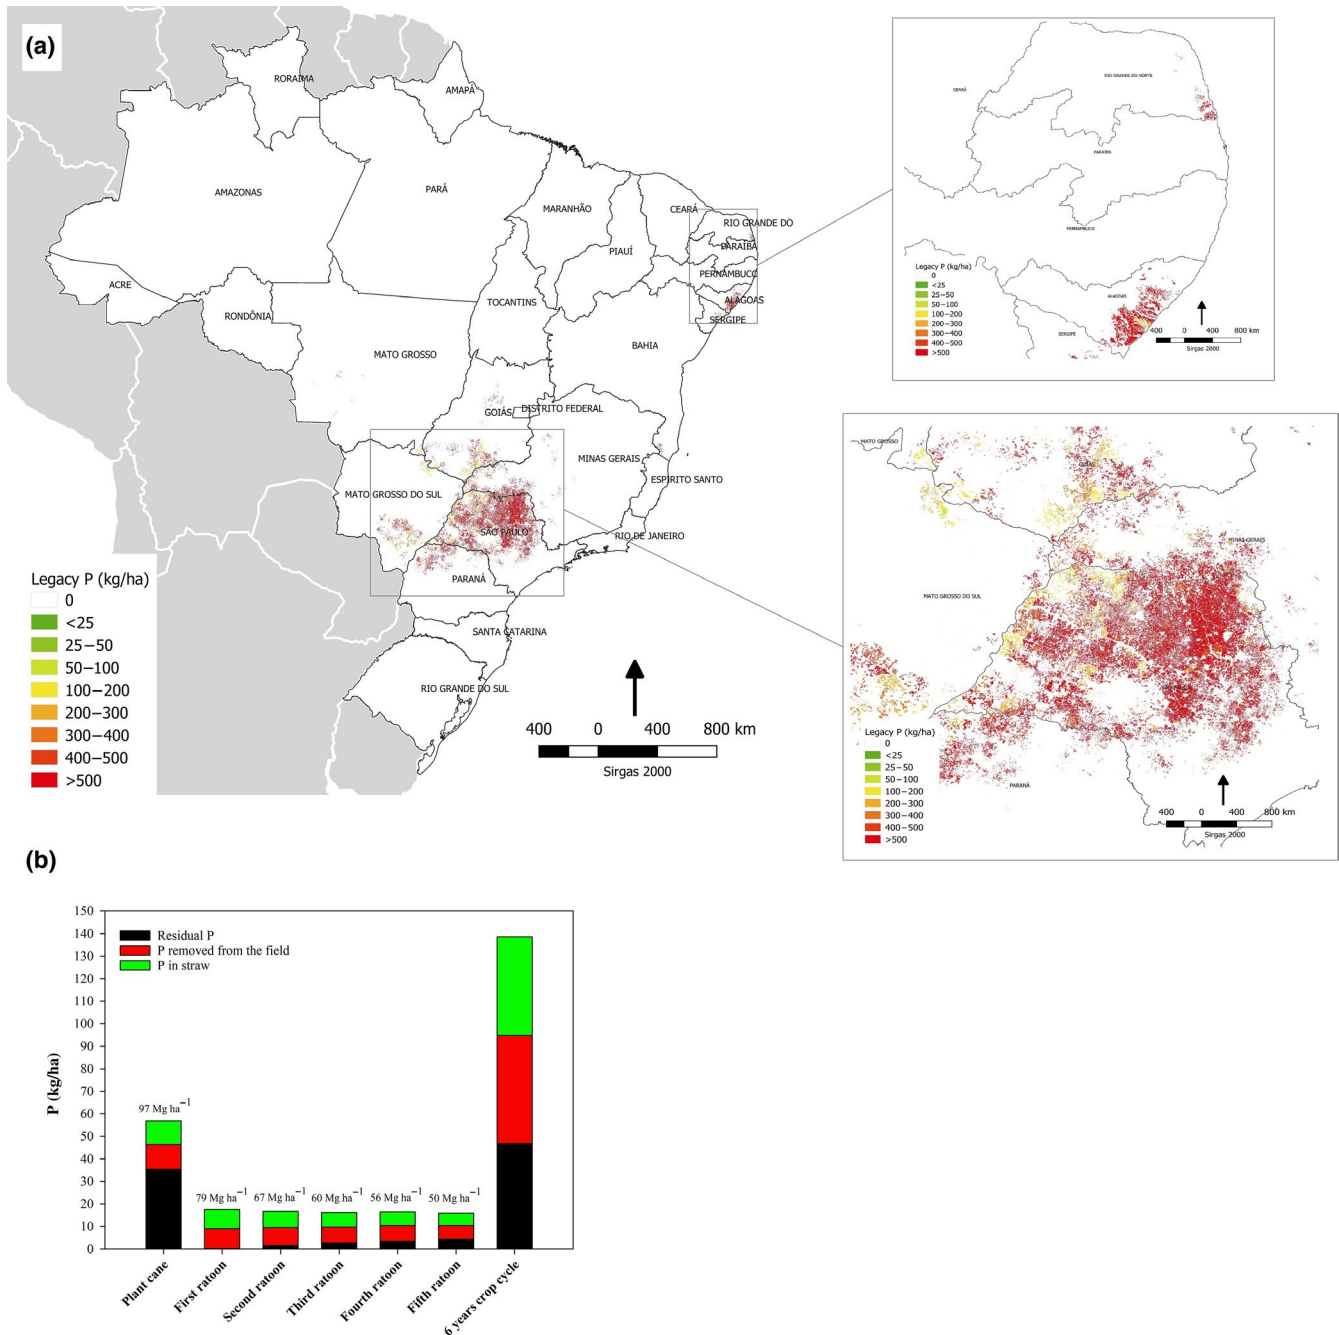 (a)
RORAIMA
AMAPÁ
AMAZONAS
PARÁ
MARANHÃO
CEARÁ
RIO GRANDE DO
PARAÍBA
PIAUÍ
PERNAMBUCO
ACRE
ALAGOAS
TOCANTINS
SERGIPE
RONDÔNIA
BAHIA
MATO GROSSO
GOIÁS
DISTRITO FEDERAL
MINAS GERAIS
ESPIRITO SANTO
MATO GROSSO DO SUL
SÃO PAULO
RIO DE JANEIRO
PARANÁ
SANTA CATARINA
RIO GRANDE DO SUL
Legacy P (kg/ha)
0
<25
25−50
50−100
100−200
200−300
300−400
400−500
>500
400 0 400 800 km
Sirgas 2000
RIO GRANDE DO NORTE
CEARÁ
PARAÍBA
PERNAMBUCO
ALAGOAS
SERGIPE
Legacy P (kg/ha)
0
<25
25−50
50−100
100−200
200−300
300−400
400−500
>500
400 0 400 800 km
Sirgas 2000
MATO GROSSO
GOIÁS
MINAS GERAIS
MATO GROSSO DO SUL
PARANÁ
Legacy P (kg/ha)
0
<25
25−50
50−100
100−200
200−300
300−400
400−500
>500
400 0 400 800 km
Sirgas 2000
(b)
P (kg/ha)
150
140
130
120
110
100
90
80
70
60
50
40
30
20
10
0
Residual P
P removed from the field
P in straw
97 Mg ha⁻¹
79 Mg ha⁻¹
67 Mg ha⁻¹
60 Mg ha⁻¹
56 Mg ha⁻¹
50 Mg ha⁻¹
Plant cane
First ratoon
Second ratoon
Third ratoon
Fourth ratoon
Fifth ratoon
6 years crop cycle